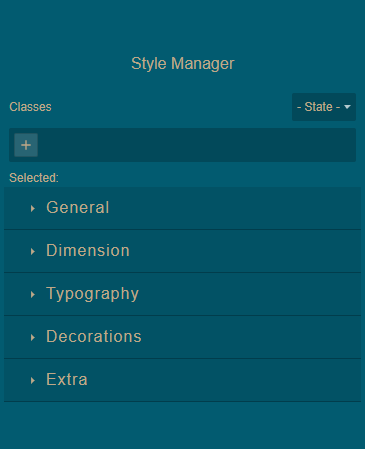 Style Manager
Classes - State -
+
Selected:
General
Dimension
Typography
Decorations
Extra